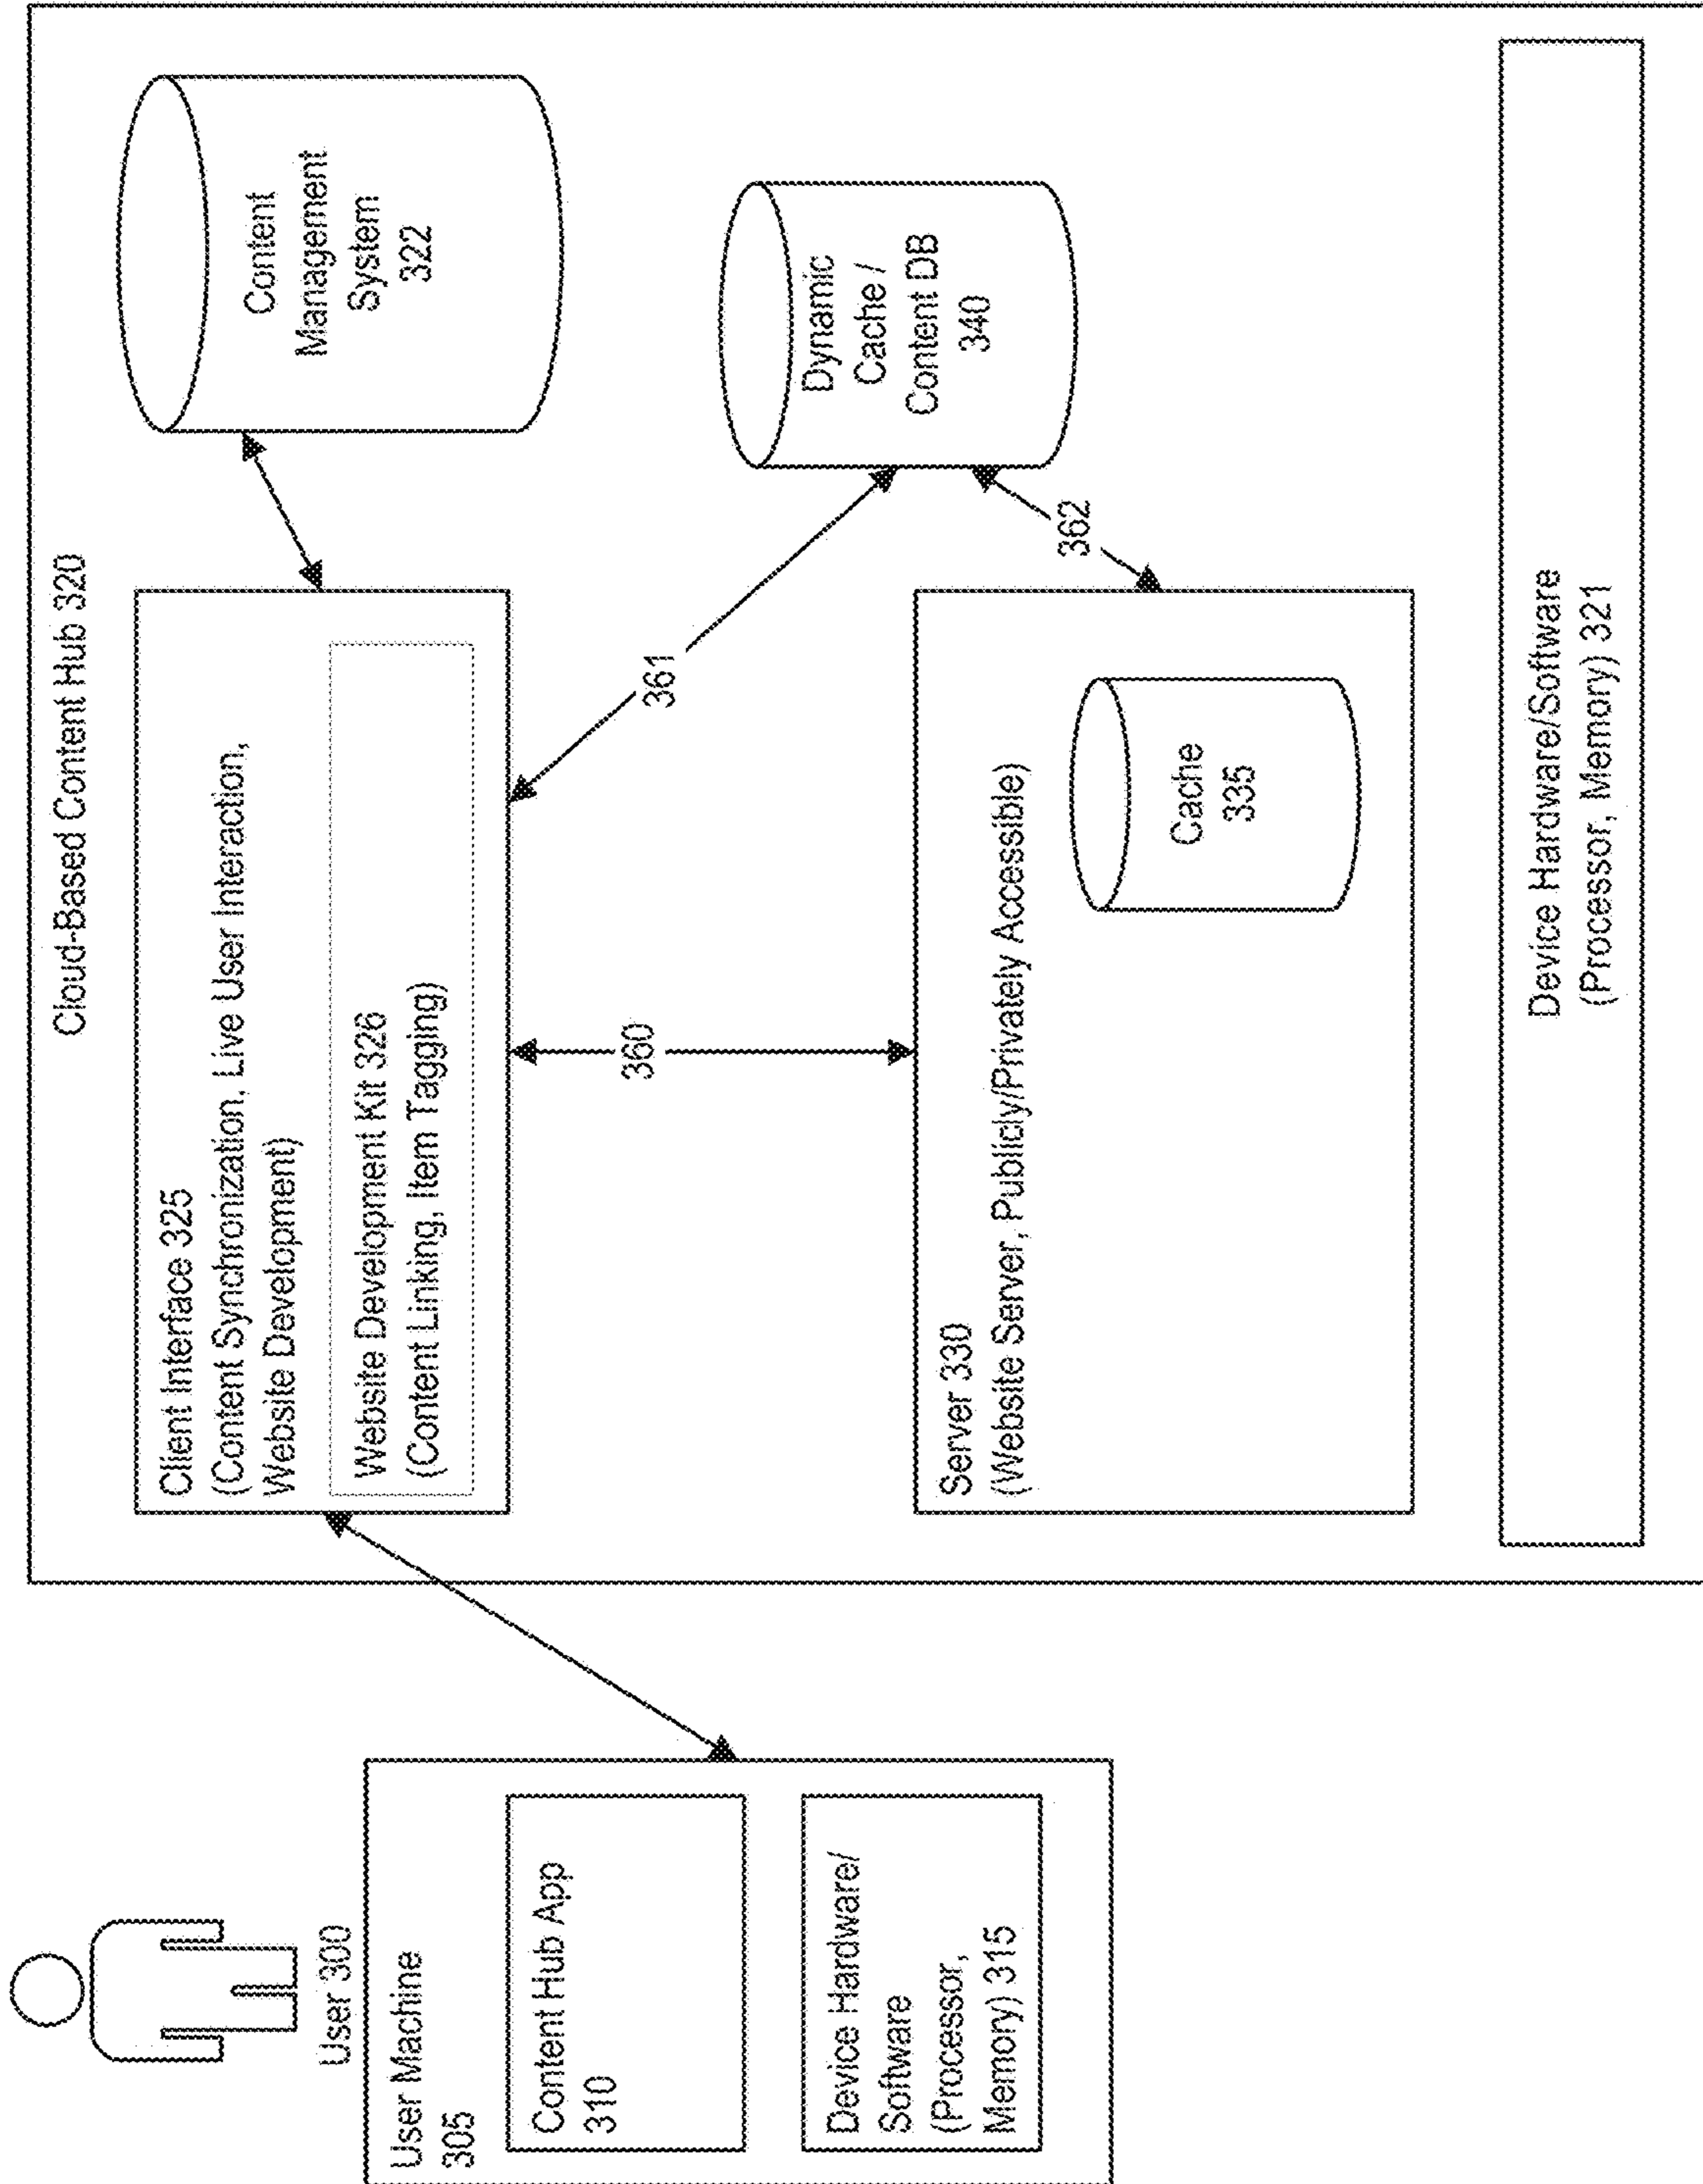 User 300
User Machine
305
Content Hub App
310
Device Hardware/
Software
(Processor,
Memory) 315
Cloud-Based Content Hub 320
Client Interface 325
(Content Synchronization, Live User Interaction,
Website Development)
Website Development Kit 326
(Content Linking, Item Tagging)
Content
Management
System
322
360
361
Dynamic
Cache /
Content DB
340
362
Server 330
(Website Server, Publicly/Privately Accessible)
Cache
335
Device Hardware/Software
(Processor, Memory) 321